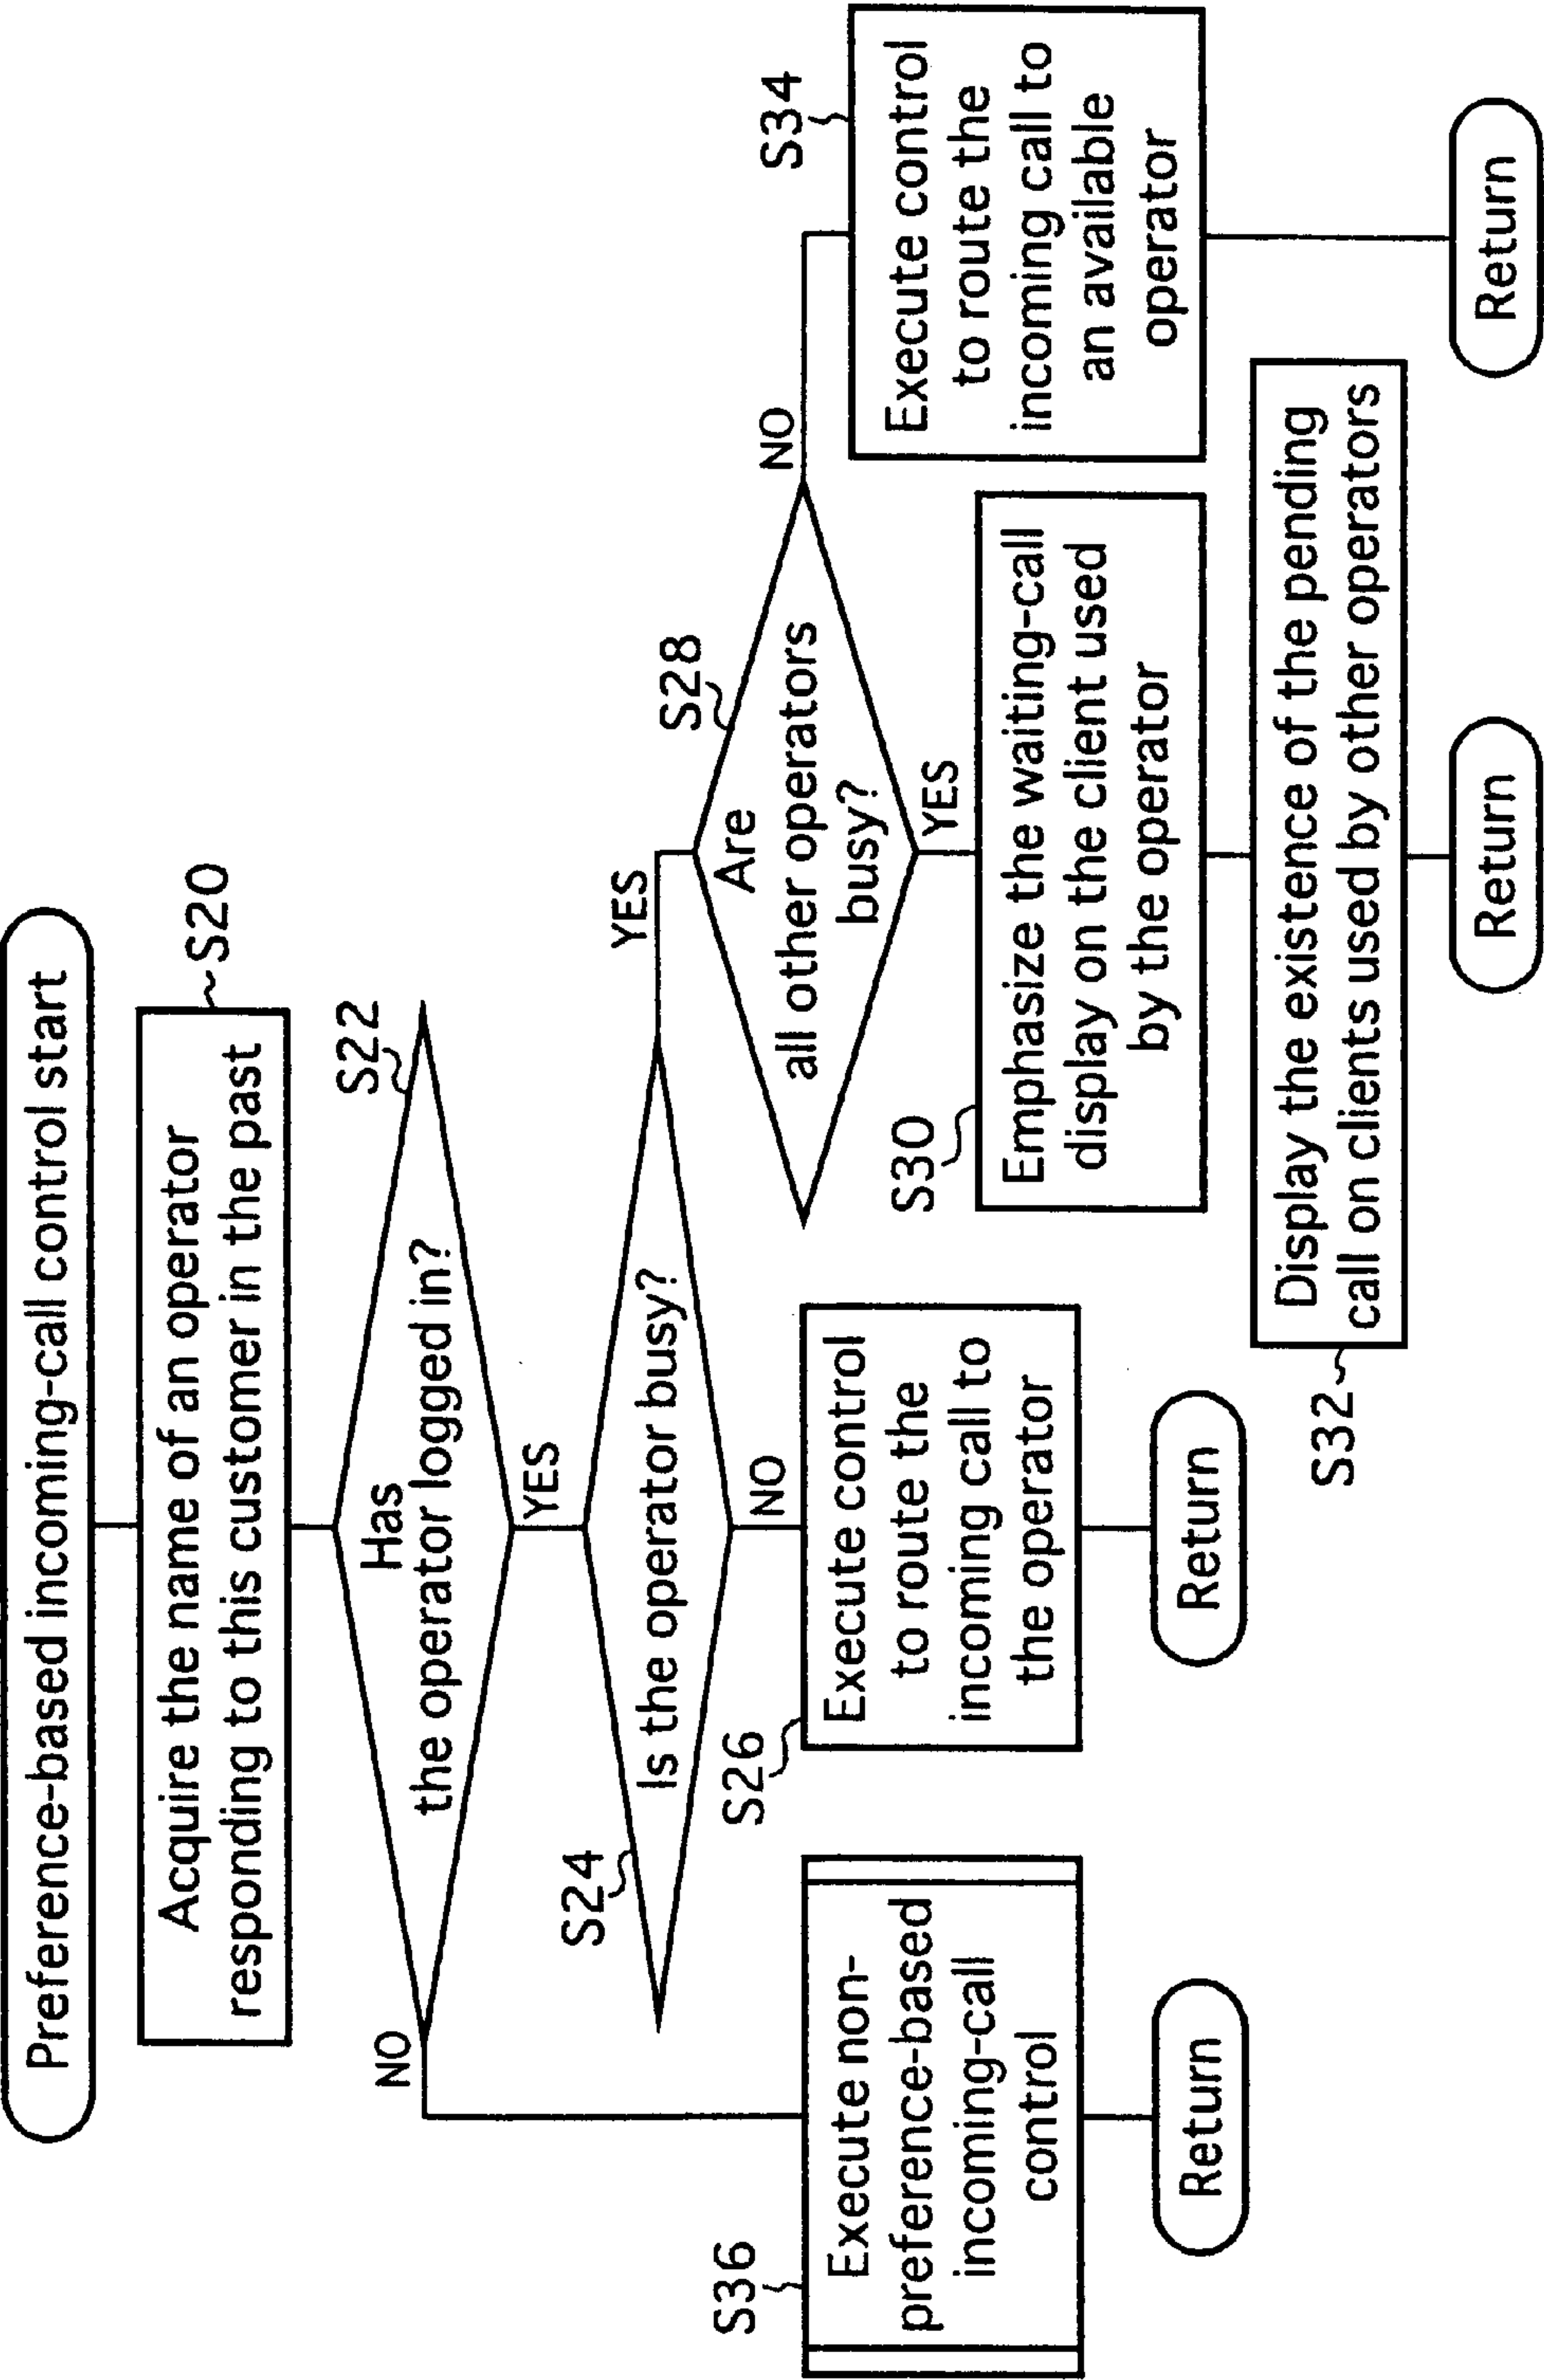 Preference-based incoming-call control start
Acquire the name of an operator
responding to this customer in the past
S20
S22
Has
the operator logged in?
NO
YES
S24
Is the operator busy?
YES
NO
S28
Are
all other operators
busy?
NO
YES
S36
Execute non-
preference-based
incoming-call
control
Return
S26
Execute control
to route the
incoming call to
the operator
Return
S30
Emphasize the waiting-call
display on the client used
by the operator
S32
Display the existence of the pending
call on clients used by other operators
Return
S34
Execute control
to route the
incoming call to
an available
operator
Return